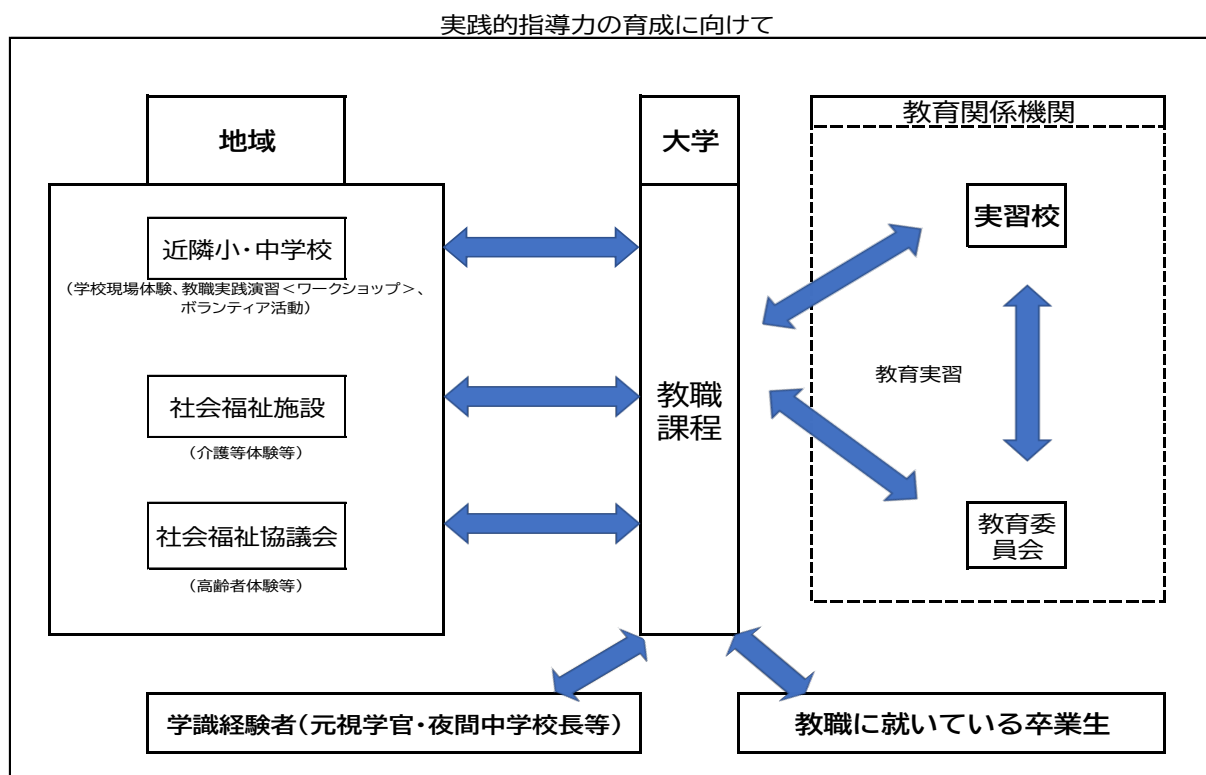 実践的指導力の育成に向けて
地域
近隣小・中学校
（学校現場体験、教職実践演習＜ワークショップ＞、
ボランティア活動）
社会福祉施設
（介護等体験等）
社会福祉協議会
（高齢者体験等）
大学
教職
課程
教育関係機関
実習校
教育実習
教育委
員会
学識経験者（元視学官・夜間中学校長等）
教職に就いている卒業生